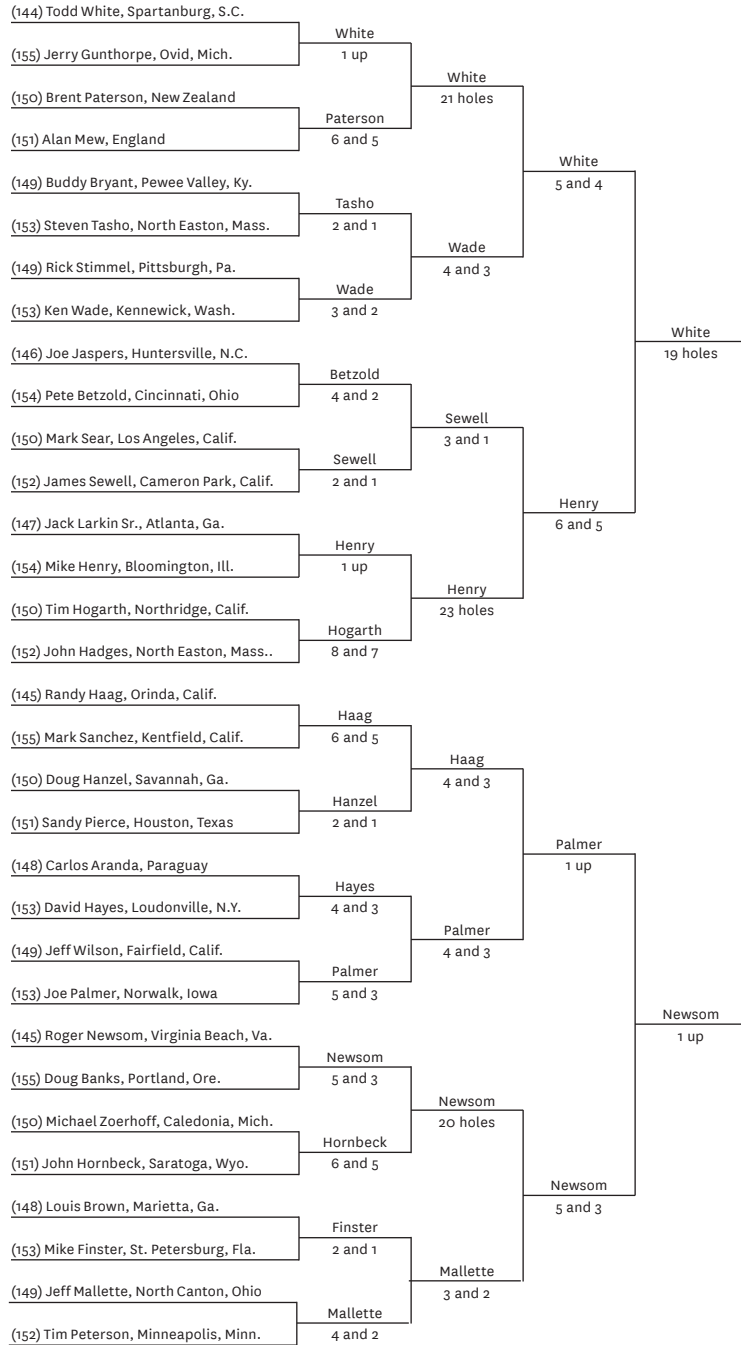 (144) Todd White, Spartanburg, S.C.
(155) Jerry Gunthorpe, Ovid, Mich.
(150) Brent Paterson, New Zealand
(151) Alan Mew, England
(149) Buddy Bryant, Pewee Valley, Ky.
(153) Steven Tasho, North Easton, Mass.
(149) Rick Stimmel, Pittsburgh, Pa.
(153) Ken Wade, Kennewick, Wash.
(146) Joe Jaspers, Huntersville, N.C.
(154) Pete Betzold, Cincinnati, Ohio
(150) Mark Sear, Los Angeles, Calif.
(152) James Sewell, Cameron Park, Calif.
(147) Jack Larkin Sr., Atlanta, Ga.
(154) Mike Henry, Bloomington, Ill.
(150) Tim Hogarth, Northridge, Calif.
(152) John Hadges, North Easton, Mass..
(145) Randy Haag, Orinda, Calif.
(155) Mark Sanchez, Kentfield, Calif.
(150) Doug Hanzel, Savannah, Ga.
(151) Sandy Pierce, Houston, Texas
(148) Carlos Aranda, Paraguay
(153) David Hayes, Loudonville, N.Y.
(149) Jeff Wilson, Fairfield, Calif.
(153) Joe Palmer, Norwalk, Iowa
(145) Roger Newsom, Virginia Beach, Va.
(155) Doug Banks, Portland, Ore.
(150) Michael Zoerhoff, Caledonia, Mich.
(151) John Hornbeck, Saratoga, Wyo.
(148) Louis Brown, Marietta, Ga.
(153) Mike Finster, St. Petersburg, Fla.
(149) Jeff Mallette, North Canton, Ohio
(152) Tim Peterson, Minneapolis, Minn.
White
1 up
Paterson
6 and 5
Tasho
2 and 1
Wade
3 and 2
Betzold
4 and 2
Sewell
2 and 1
Henry
1 up
Hogarth
8 and 7
Haag
6 and 5
Hanzel
2 and 1
Hayes
4 and 3
Palmer
5 and 3
Newsom
5 and 3
Hornbeck
6 and 5
Finster
2 and 1
Mallette
4 and 2
White
21 holes
Wade
4 and 3
Sewell
3 and 1
Henry
23 holes
Haag
4 and 3
Palmer
4 and 3
Newsom
20 holes
Mallette
3 and 2
White
5 and 4
Henry
6 and 5
Palmer
1 up
Newsom
5 and 3
White
19 holes
Newsom
1 up